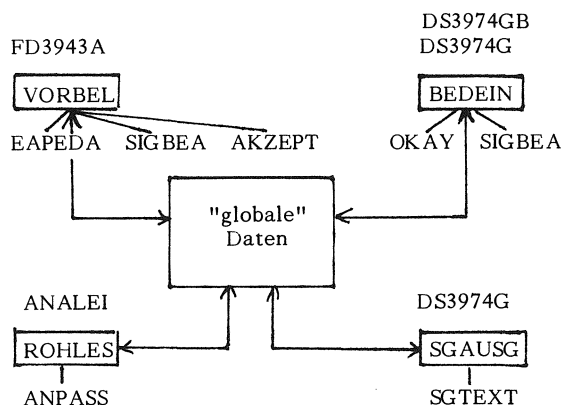 DS3974GB
FD3943A DS3974G
VORBEL BEDEIN
EAPEDA SIGBEA AKZEPT OKAY SIGBEA
"globale"
Daten
ANALEI DS3974G
ROHLES SGAUSG
ANPASS SGTEXT